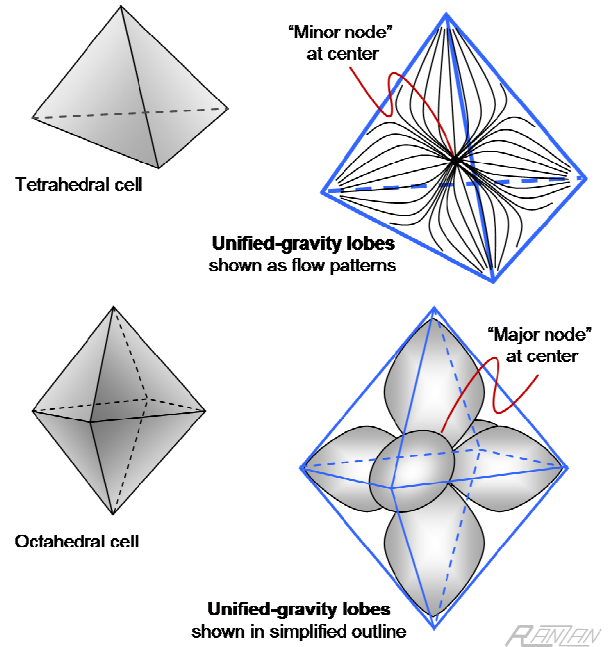 “Minor node”
at center
Tetrahedral cell
Unified-gravity lobes
shown as flow patterns
“Major node”
at center
Octahedral cell
Unified-gravity lobes
shown in simplified outline